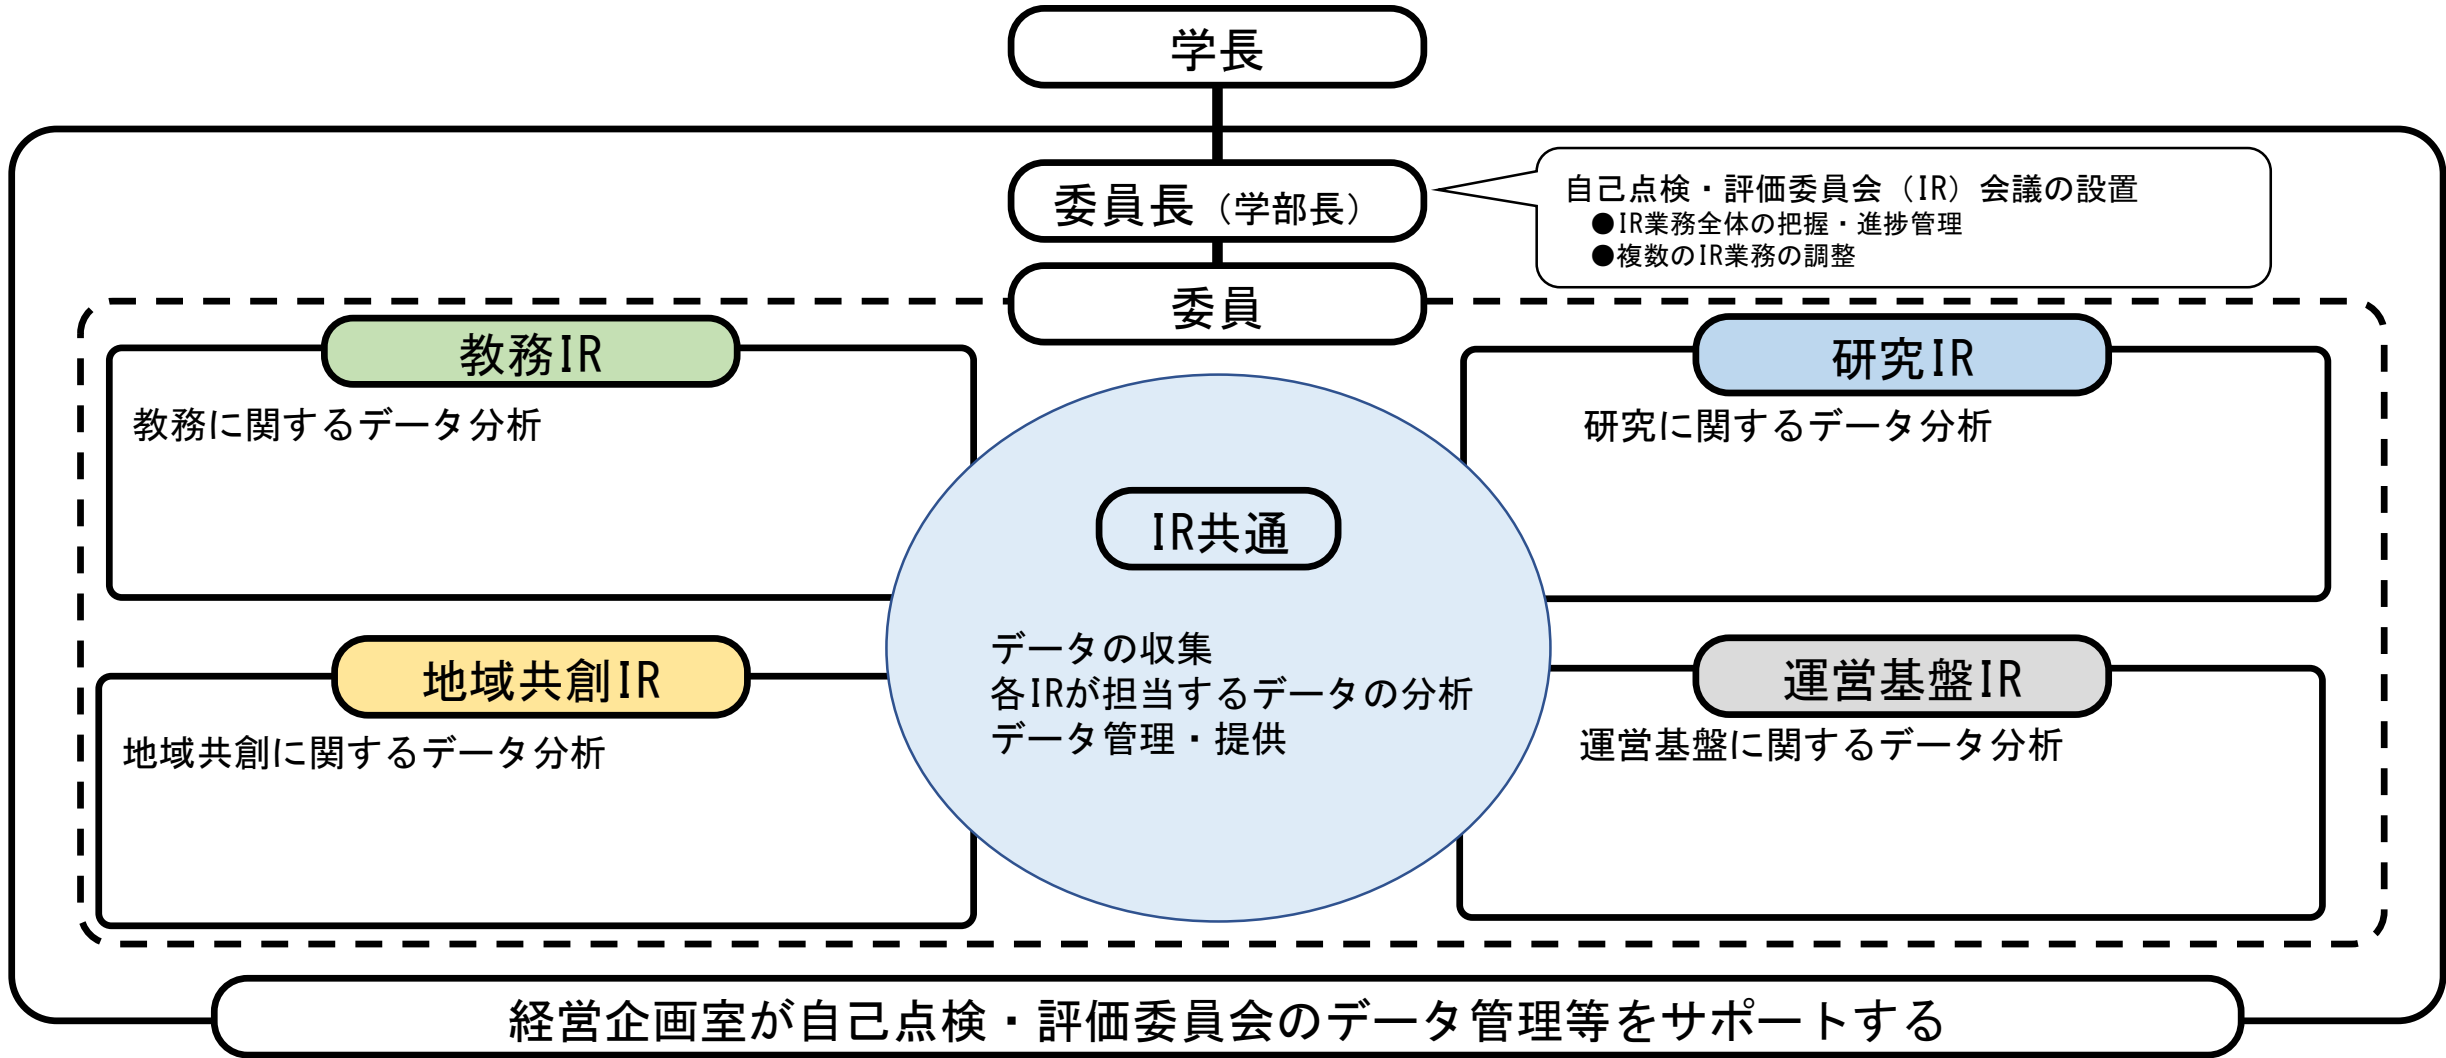 学長
委員長（学部長）
自己点検・評価委員会（IR）会議の設置
●IR業務全体の把握・進捗管理
●複数のIR業務の調整
委員
教務IR
教務に関するデータ分析
研究IR
研究に関するデータ分析
IR共通
データの収集
各IRが担当するデータの分析
データ管理・提供
地域共創IR
地域共創に関するデータ分析
運営基盤IR
運営基盤に関するデータ分析
経営企画室が自己点検・評価委員会のデータ管理等をサポートする